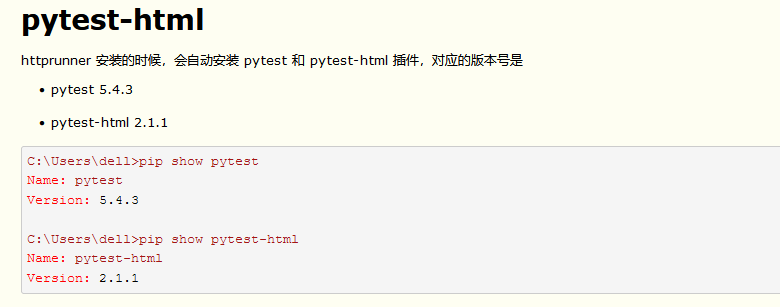 pytest-html
httprunner 安装的时候，会自动安装 pytest 和 pytest-html 插件，对应的版本号是
• pytest 5.4.3
• pytest-html 2.1.1
C:\Users\dell>pip show pytest
Name: pytest
Version: 5.4.3
C:\Users\dell>pip show pytest-html
Name: pytest-html
Version: 2.1.1